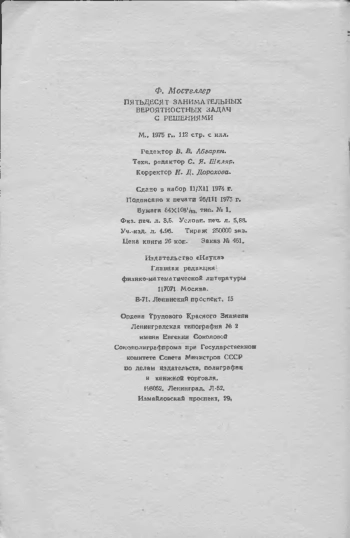 Ф. Мостеллер
ПЯТЬДЕСЯТ ЗАНИМАТЕЛЬНЫХ
ВЕРОЯТНОСТНЫХ ЗАДАЧ
С РЕШЕНИЯМИ
М., 1975 г., 112 стр. с илл.
Редактор В. В. Абгарян.
Техн. редактор С. Я. Шкляр.
Корректор Н. Д. Дорохова.
Сдано в набор 11/XII 1974 г.
Подписано к печати 26/III 1975 г.
Бумага 84×108¹/₃₂, тип. № 1.
Физ. печ. л. 3,5. Условн. печ. л. 5,88.
Уч.-изд. л. 4,96. Тираж 250000 экз.
Цена книги 26 коп. Заказ № 461.
Издательство «Наука»
Главная редакция
физико-математической литературы
117071 Москва,
В-71, Ленинский проспект, 15
Ордена Трудового Красного Знамени
Ленинградская типография № 2
имени Евгении Соколовой
Союзполиграфпрома при Государственном
комитете Совета Министров СССР
по делам издательств, полиграфии
и книжной торговли.
198052, Ленинград, Л-52,
Измайловский проспект, 29.